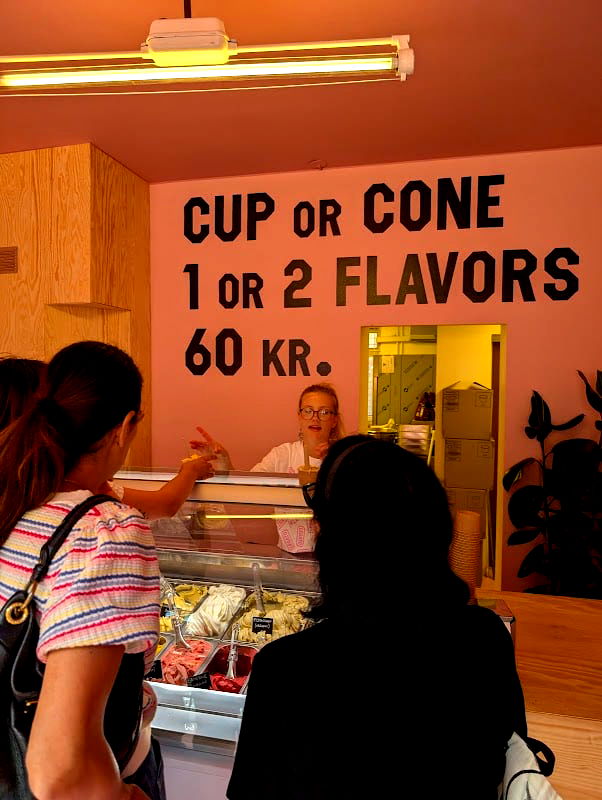 CUP OR CONE
1 OR 2 FLAVORS
60 KR.